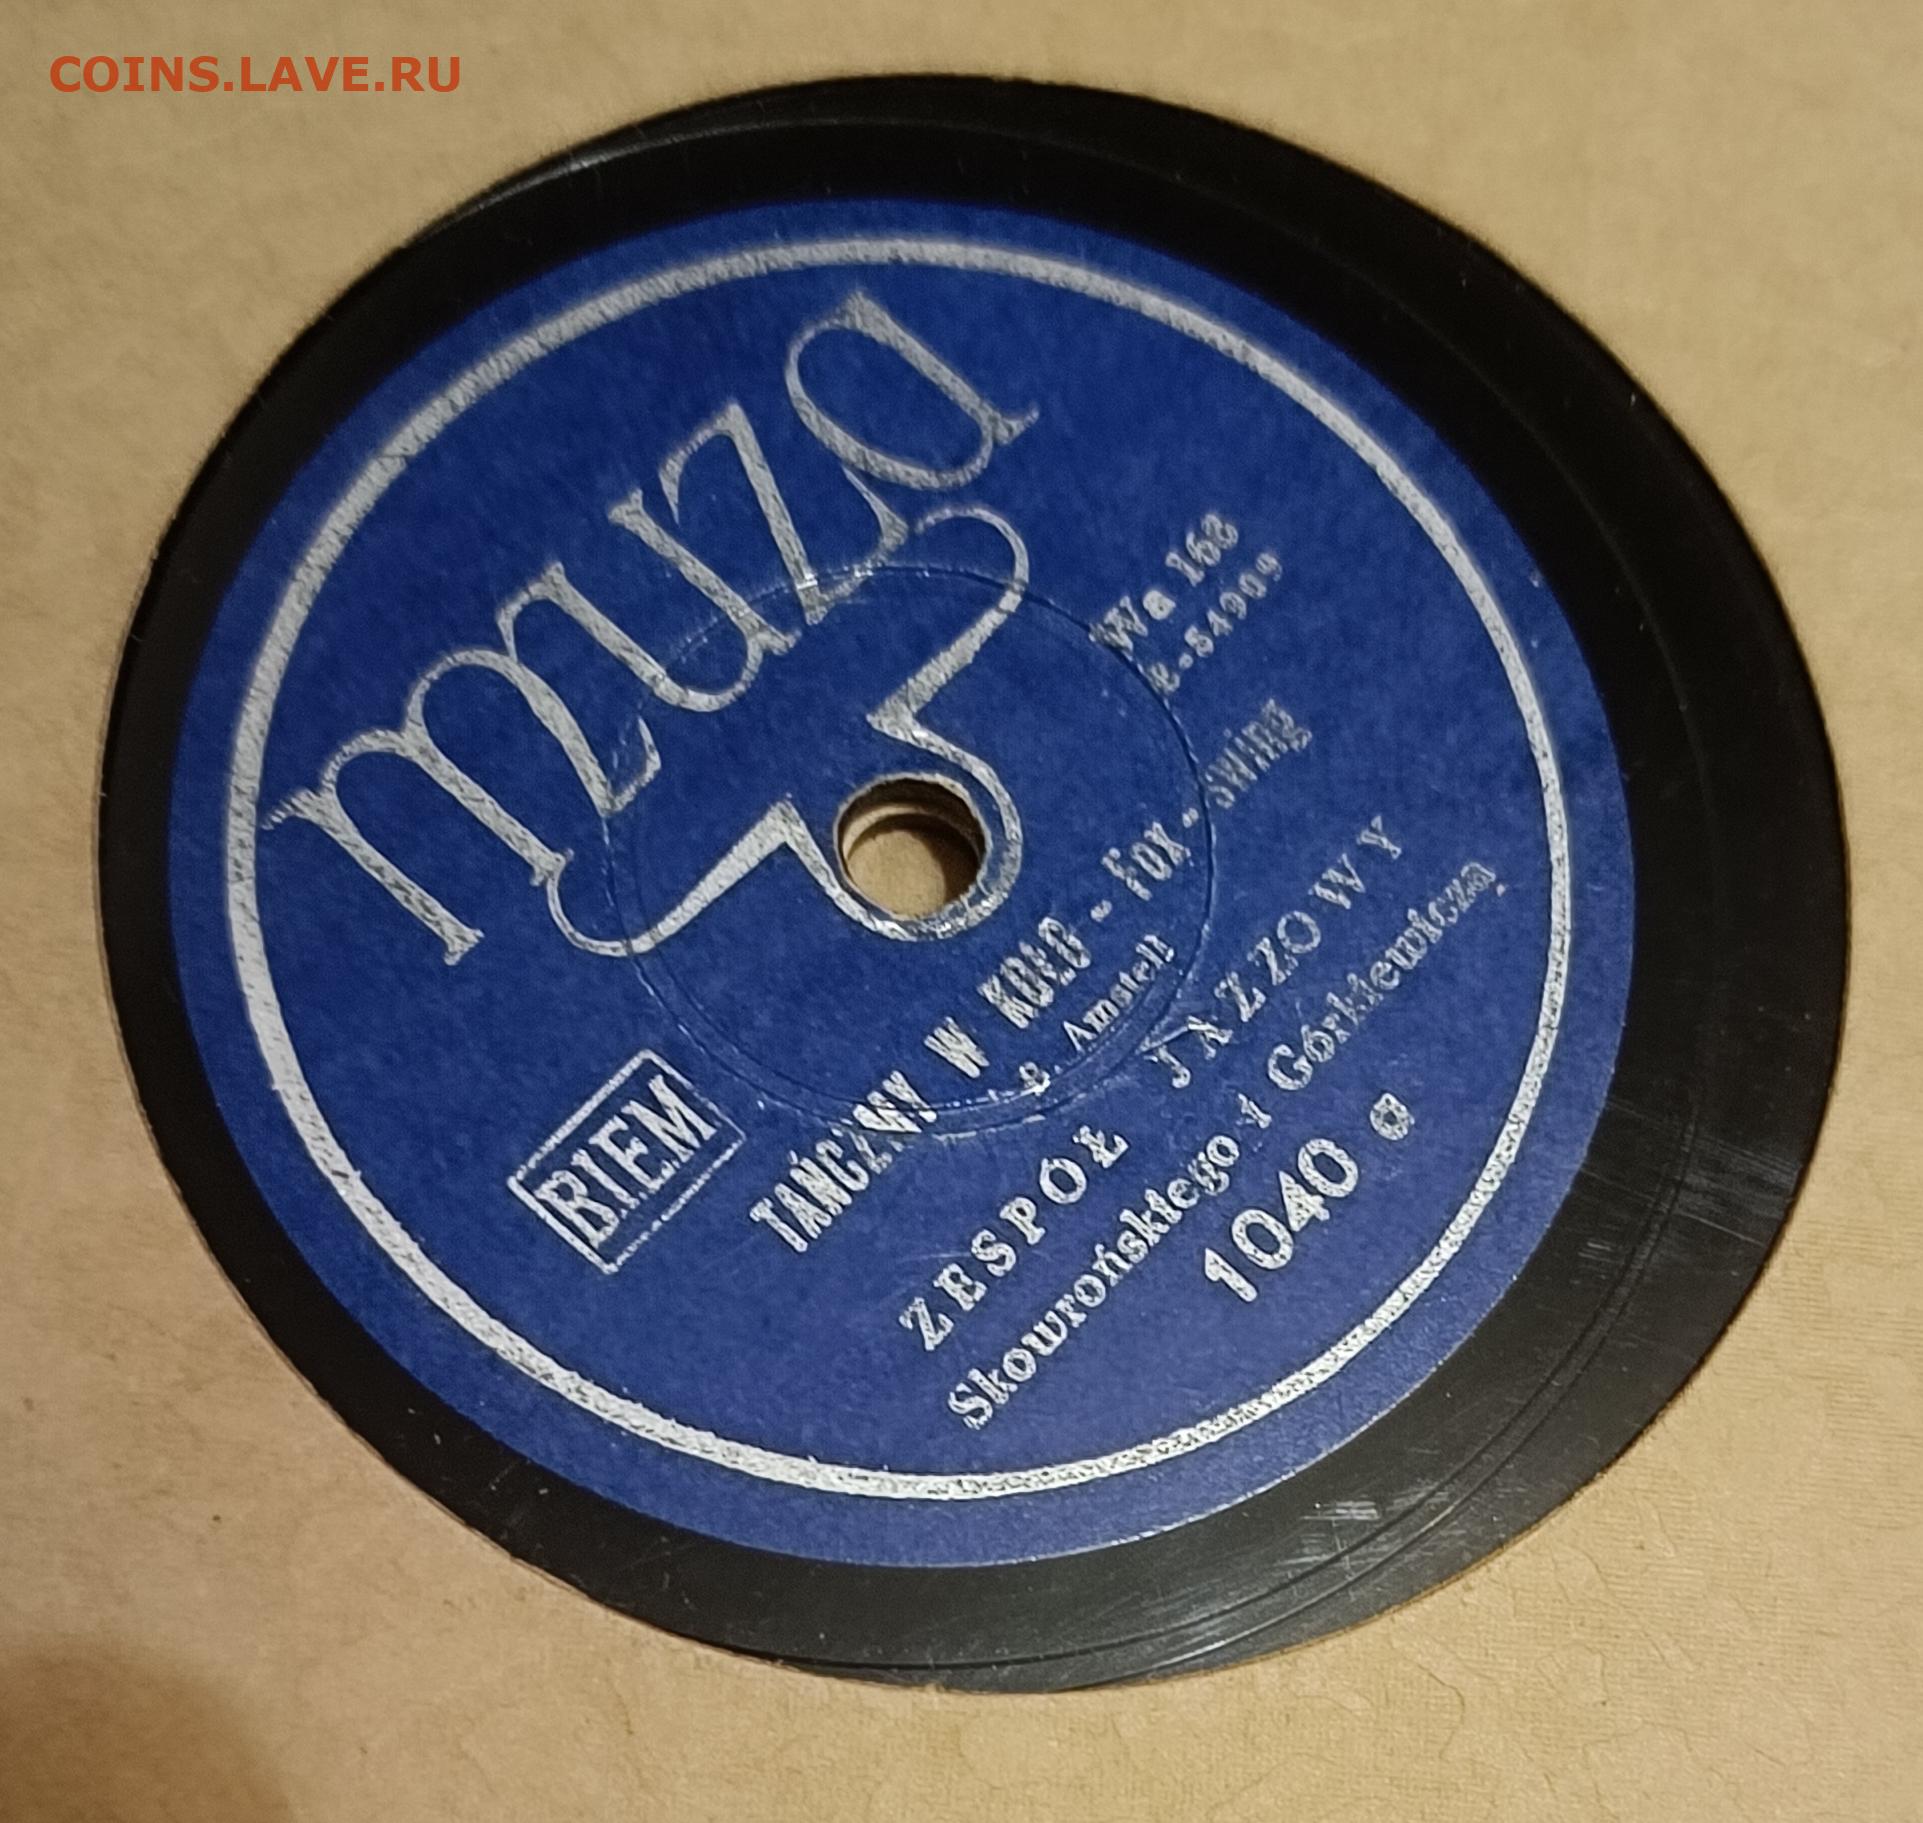 COINS.LAVE.RU
muza
Wa 168
BIEM
TAŃCZMY W KOŁO - Fox - Swing
Amstell
ZESPÓŁ JAZZOWY
Skowrońskiego i Górkiewicza
1040